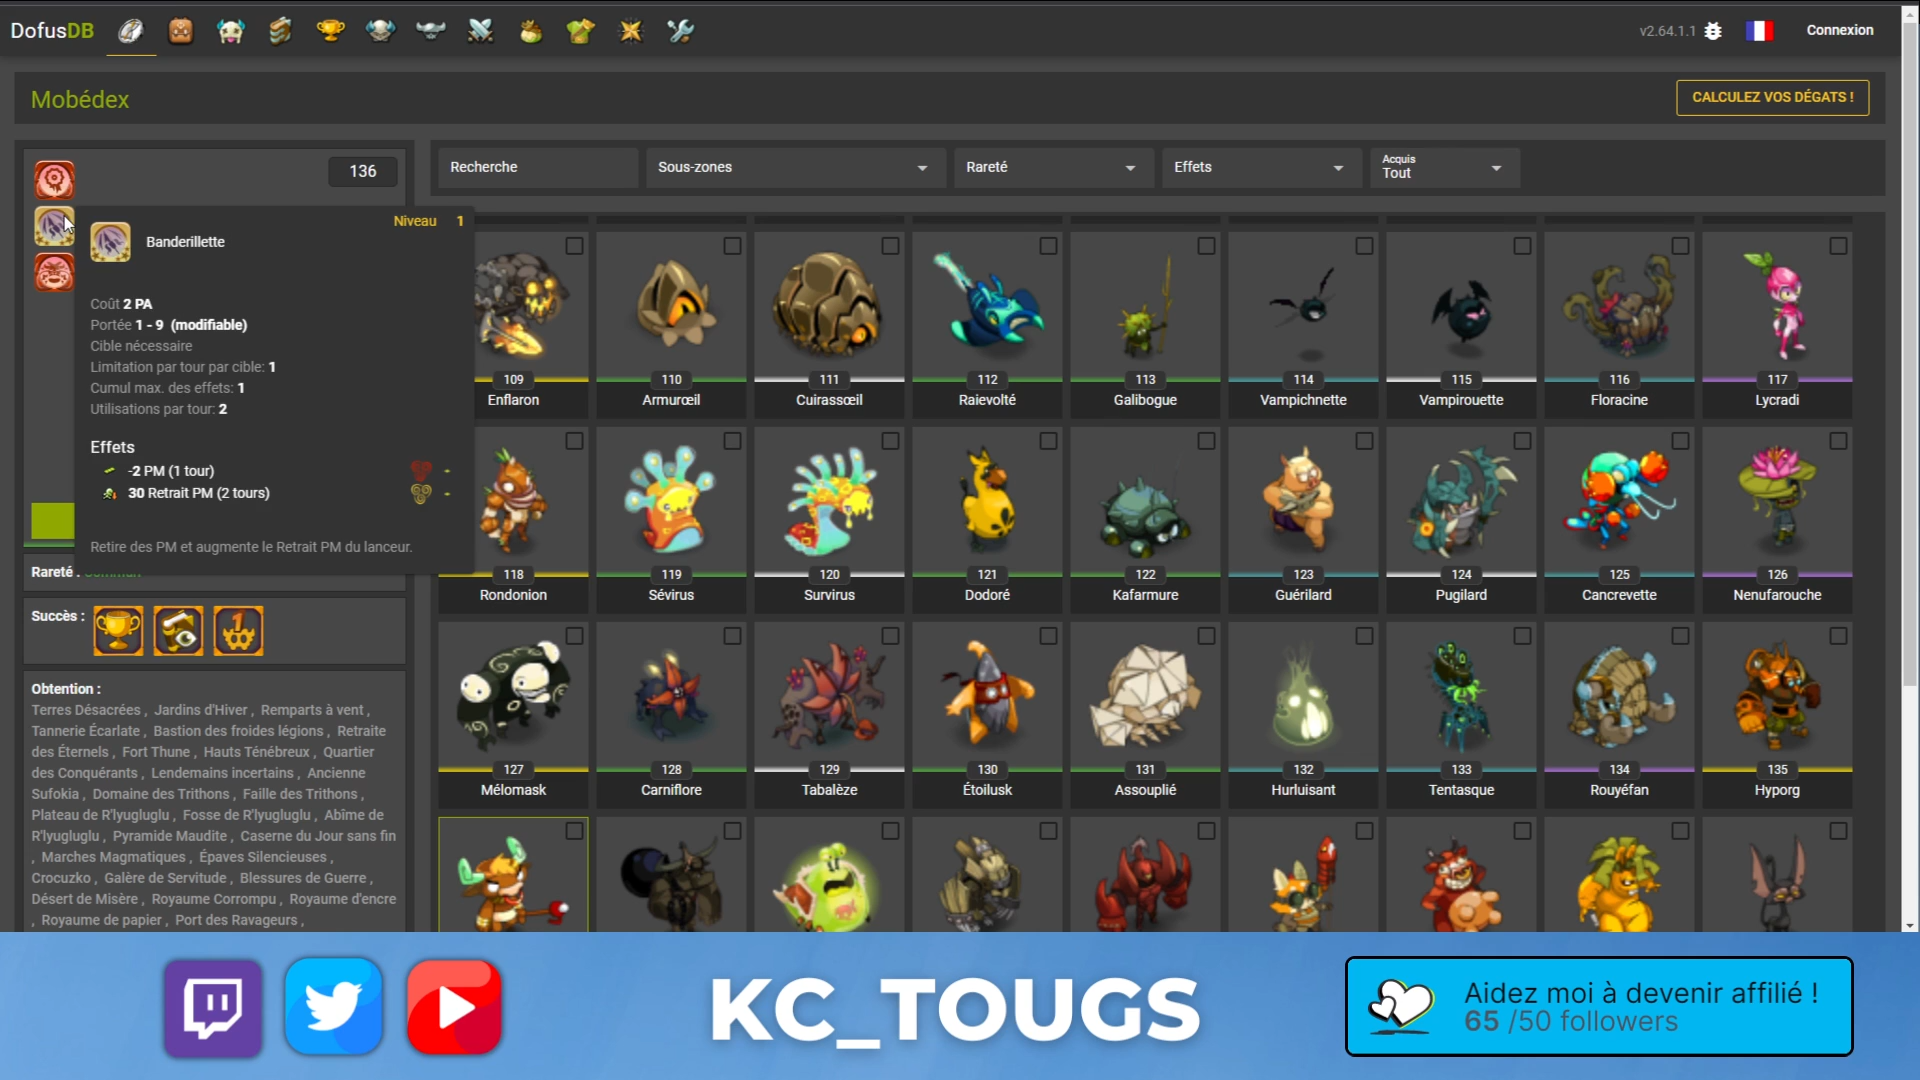 DofusDB
v2.64.1.1
Connexion
Mobédex
CALCULEZ VOS DÉGATS !
136
Recherche
Sous-zones
Rareté
Effets
Acquis
Tout
Niveau 1
Banderillette
Coût 2 PA
Portée 1 - 9 (modifiable)
Cible nécessaire
Limitation par tour par cible: 1
Cumul max. des effets: 1
Utilisations par tour: 2
Effets
-2 PM (1 tour) -
30 Retrait PM (2 tours) -
Retire des PM et augmente le Retrait PM du lanceur.
Rareté :
Succès :
1
Obtention :
Terres Désacrées , Jardins d'Hiver , Remparts à vent ,
Tannerie Écarlate , Bastion des froides légions , Retraite
des Éternels , Fort Thune , Hauts Ténébreux , Quartier
des Conquérants , Lendemains incertains , Ancienne
Sufokia , Domaine des Trithons , Faille des Trithons ,
Plateau de R'lyugluglu , Fosse de R'lyugluglu , Abîme de
R'lyugluglu , Pyramide Maudite , Caserne du Jour sans fin
, Marches Magmatiques , Épaves Silencieuses ,
Crocuzko , Galère de Servitude , Blessures de Guerre ,
Désert de Misère , Royaume Corrompu , Royaume d'encre
, Royaume de papier , Port des Ravageurs ,
109 110 111 112 113 114 115 116 117
Enflaron Armurœil Cuirassœil Raievolté Galibogue Vampichnette Vampirouette Floracine Lycradi
118 119 120 121 122 123 124 125 126
Rondonion Sévirus Survirus Dodoré Kafarmure Guérilard Pugilard Cancrevette Nenufarouche
127 128 129 130 131 132 133 134 135
Mélomask Carniflore Tabalèze Étoilusk Assouplié Hurluisant Tentasque Rouyéfan Hyporg
KC_TOUGS
Aidez moi à devenir affilié !
65 /50 followers